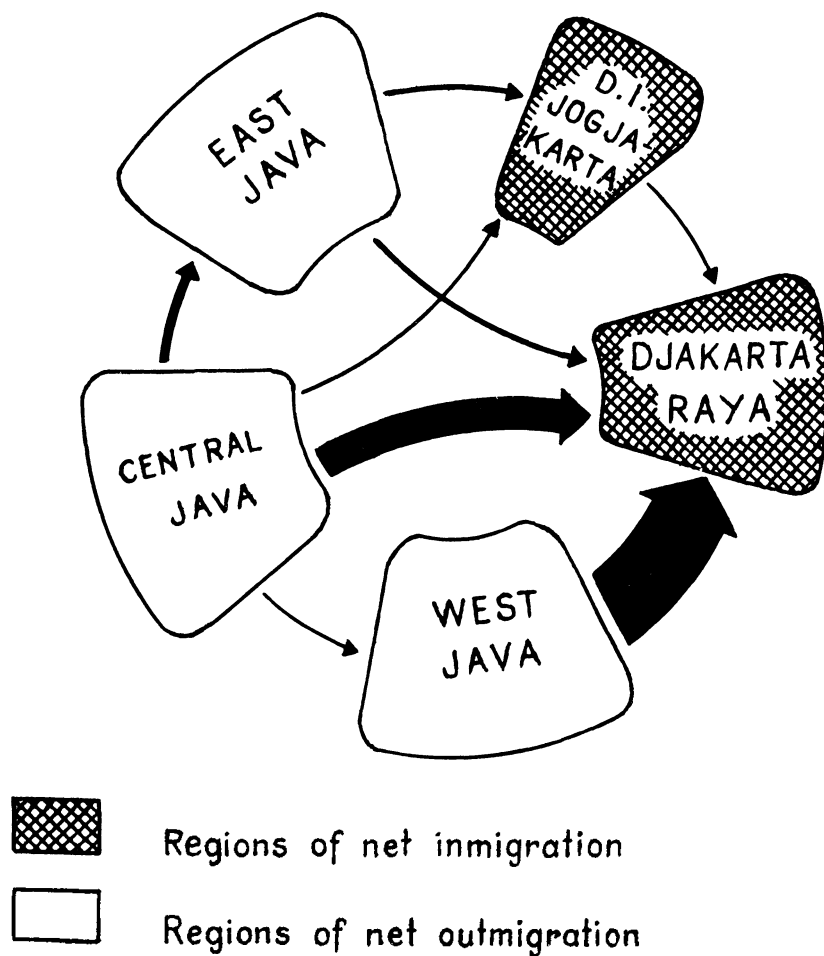 EAST
JAVA
D.I.
JOGJA-
KARTA
DJAKARTA
RAYA
CENTRAL
JAVA
WEST
JAVA
Regions of net inmigration
Regions of net outmigration